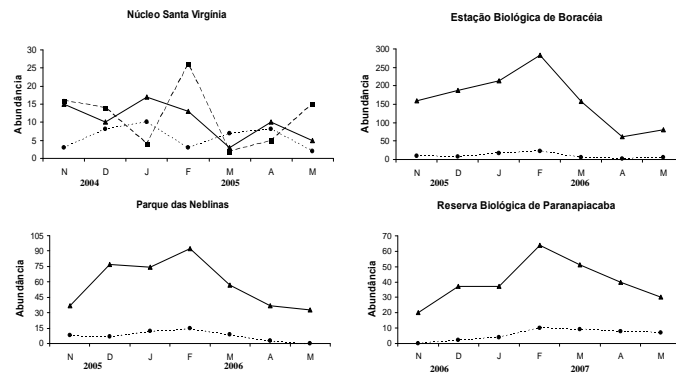 Núcleo Santa Virgínia
Abundância
30
25
20
15
10
5
0
N D J F M A M
2004 2005
Estação Biológica de Boracéia
Abundância
300
250
200
150
100
50
0
N D J F M A M
2005 2006
Parque das Neblinas
Abundância
105
90
75
60
45
30
15
0
N D J F M A M
2005 2006
Reserva Biológica de Paranapiacaba
Abundância
70
60
50
40
30
20
10
0
N D J F M A M
2006 2007